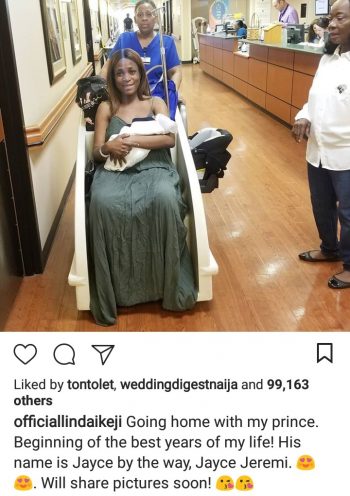 Liked by tontolet, weddingdigestnaija and 99,163
others
officiallindaikeji Going home with my prince.
Beginning of the best years of my life! His
name is Jayce by the way, Jayce Jeremi. 😍
😍. Will share pictures soon! 😘😘